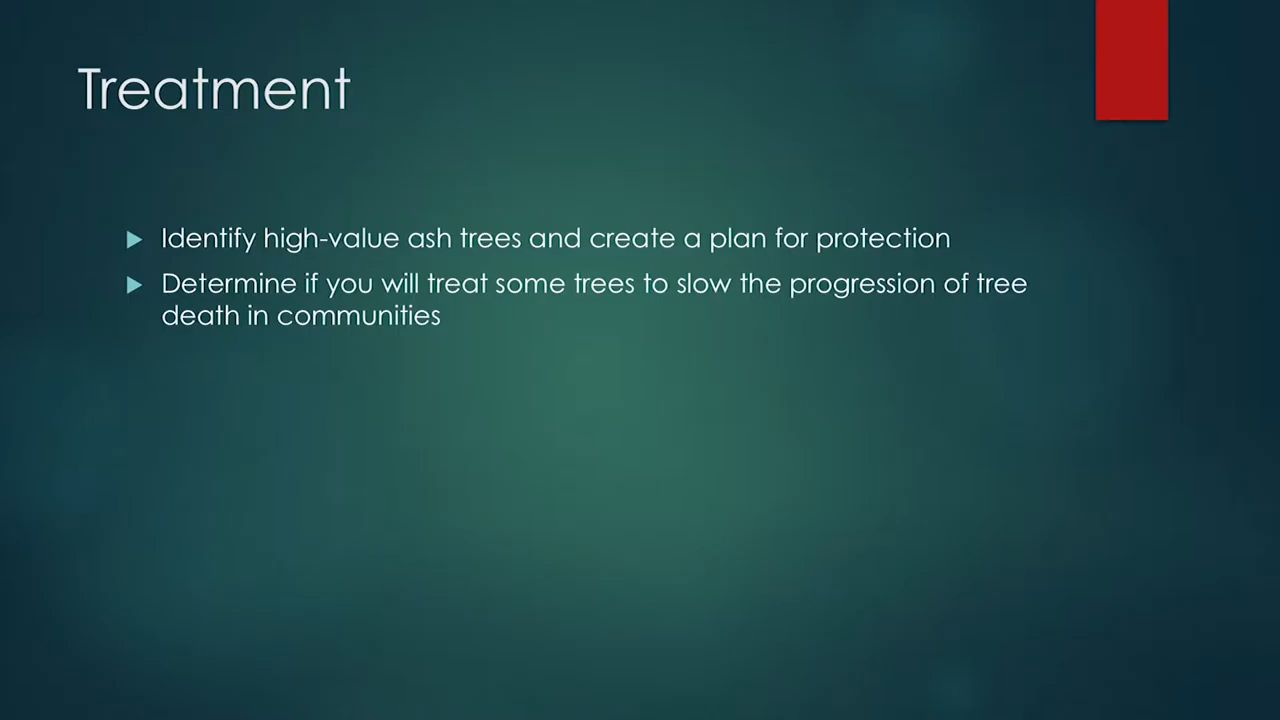 Treatment
Identify high-value ash trees and create a plan for protection
Determine if you will treat some trees to slow the progression of tree
death in communities